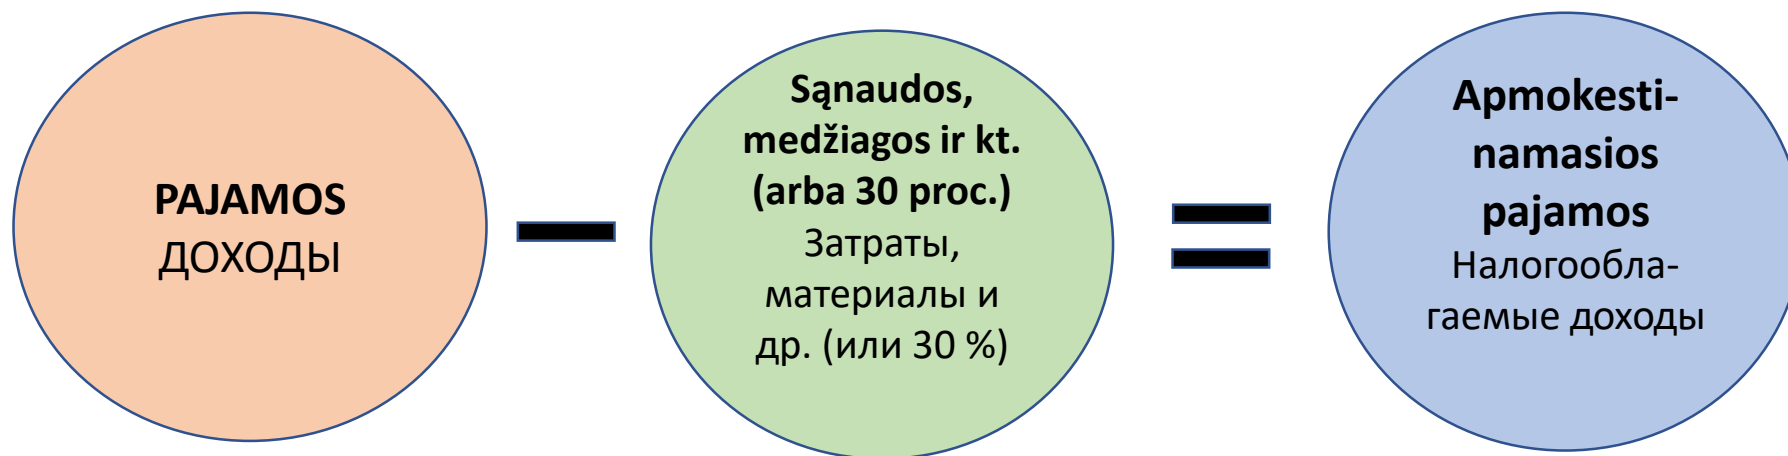 PAJAMOS
ДОХОДЫ
Sąnaudos,
medžiagos ir kt.
(arba 30 proc.)
Затраты,
материалы и
др. (или 30 %)
Apmokesti-
namasios
pajamos
Налогообла-
гаемые доходы